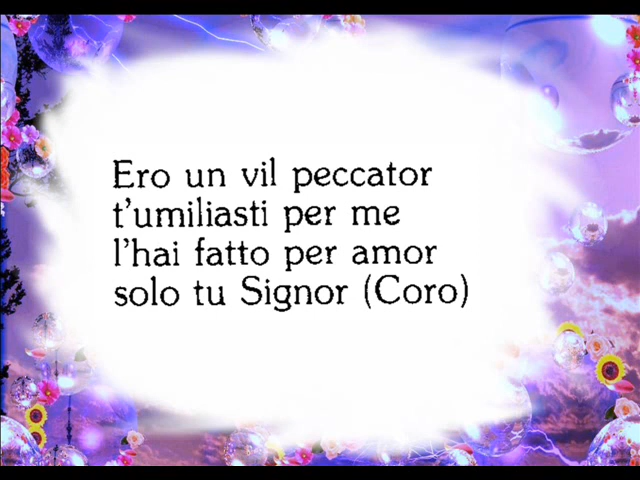 Ero un vil peccator
t'umiliasti per me
l'hai fatto per amor
solo tu Signor (Coro)